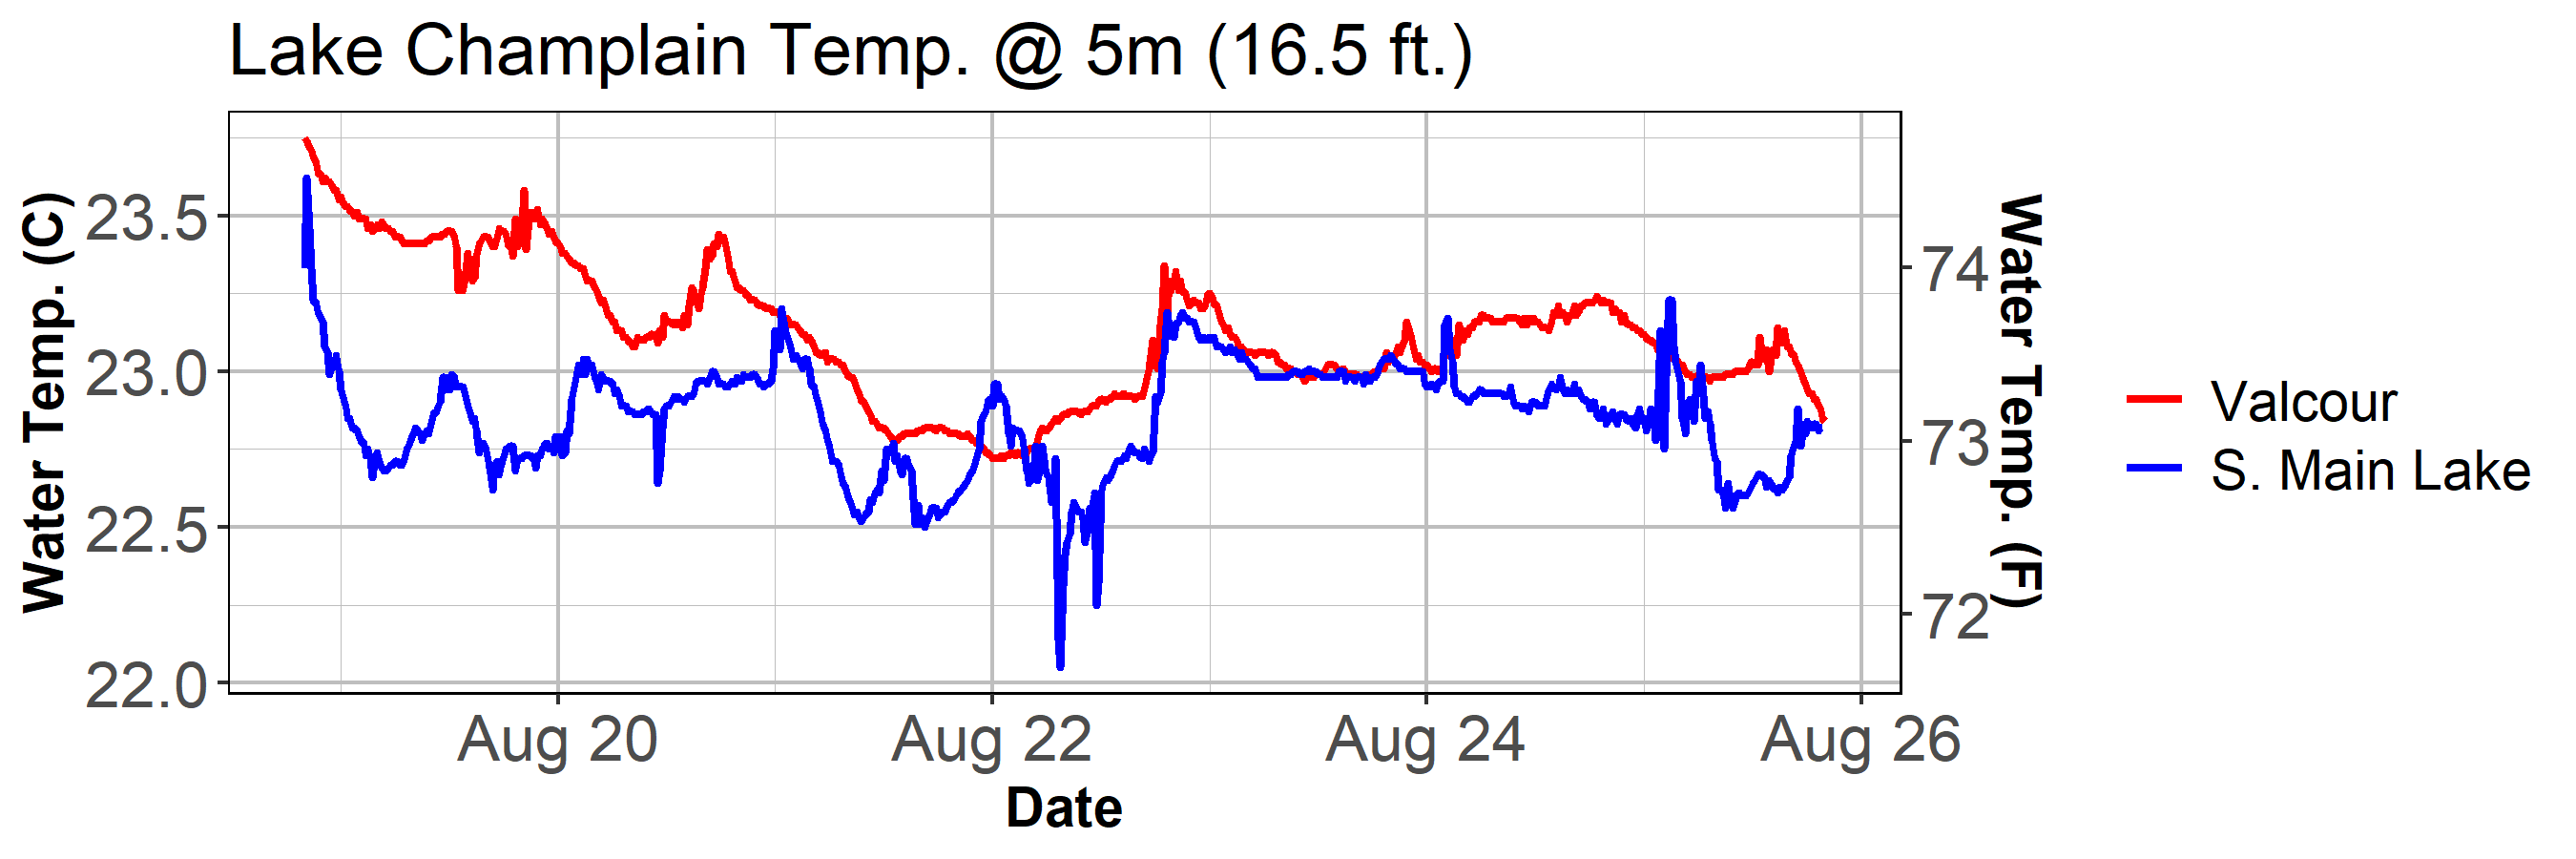 Lake Champlain Temp. @ 5m (16.5 ft.)
Water Temp. (C)
23.5
23.0
22.5
22.0
Water Temp. (F)
74
73
72
Aug 20
Aug 22
Aug 24
Aug 26
Date
Valcour
S. Main Lake